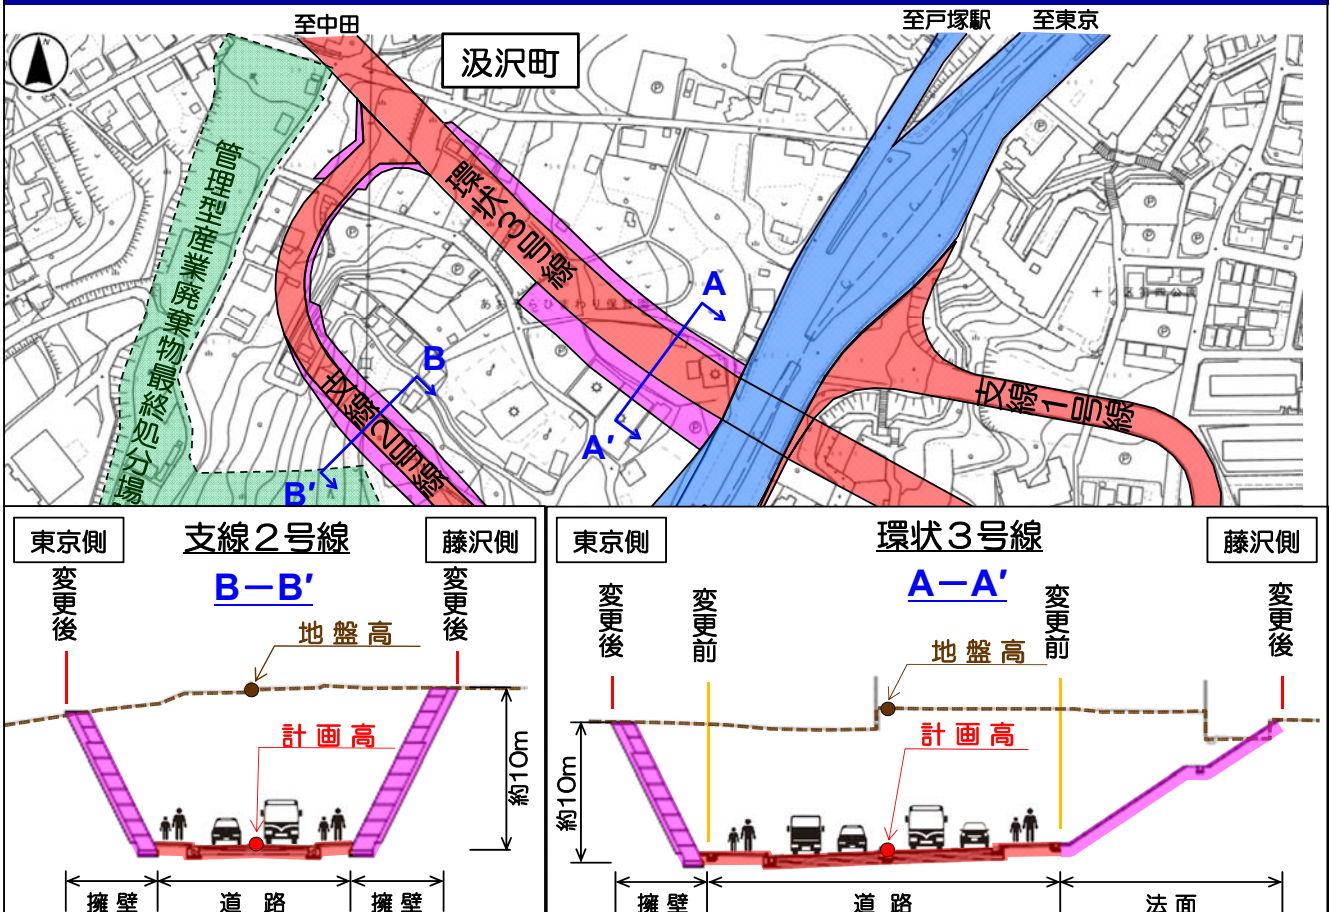 至中田
至戸塚駅
至東京
汲沢町
管理型産業廃棄物最終処分場
環状3号線
支線1号線
支線2号線
A
A′
B
B′
東京側
支線2号線
藤沢側
B－B′
変更後
変更後
地盤高
計画高
約10m
擁壁
道路
擁壁
東京側
環状3号線
藤沢側
A－A′
変更後
変更前
変更前
変更後
地盤高
計画高
約10m
擁壁
道路
法面